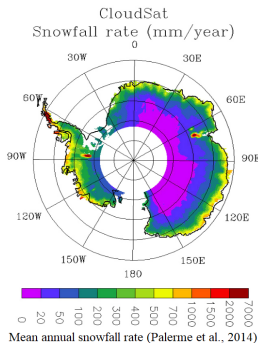 CloudSat
Snowfall rate (mm/year)
0
30W
30E
60W
60E
90W
90E
120W
120E
150W
150E
180
0
20
50
100
200
300
400
500
700
1000
1500
2000
7000
Mean annual snowfall rate (Palerme et al., 2014)